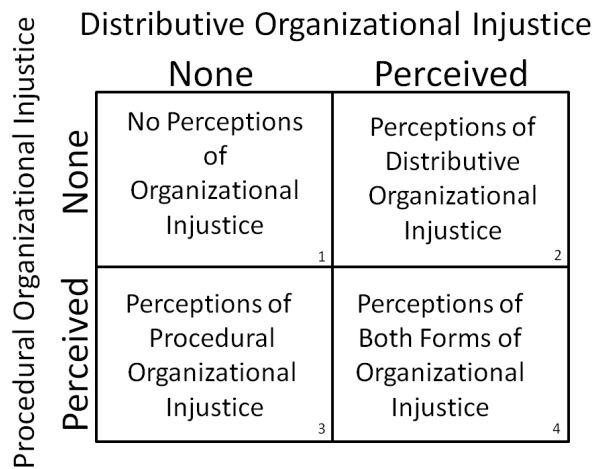 Distributive Organizational Injustice
None
Perceived
Procedural Organizational Injustice
None
No Perceptions
of
Organizational
Injustice
1
Perceptions of
Distributive
Organizational
Injustice
2
Perceived
Perceptions of
Procedural
Organizational
Injustice
3
Perceptions of
Both Forms of
Organizational
Injustice
4